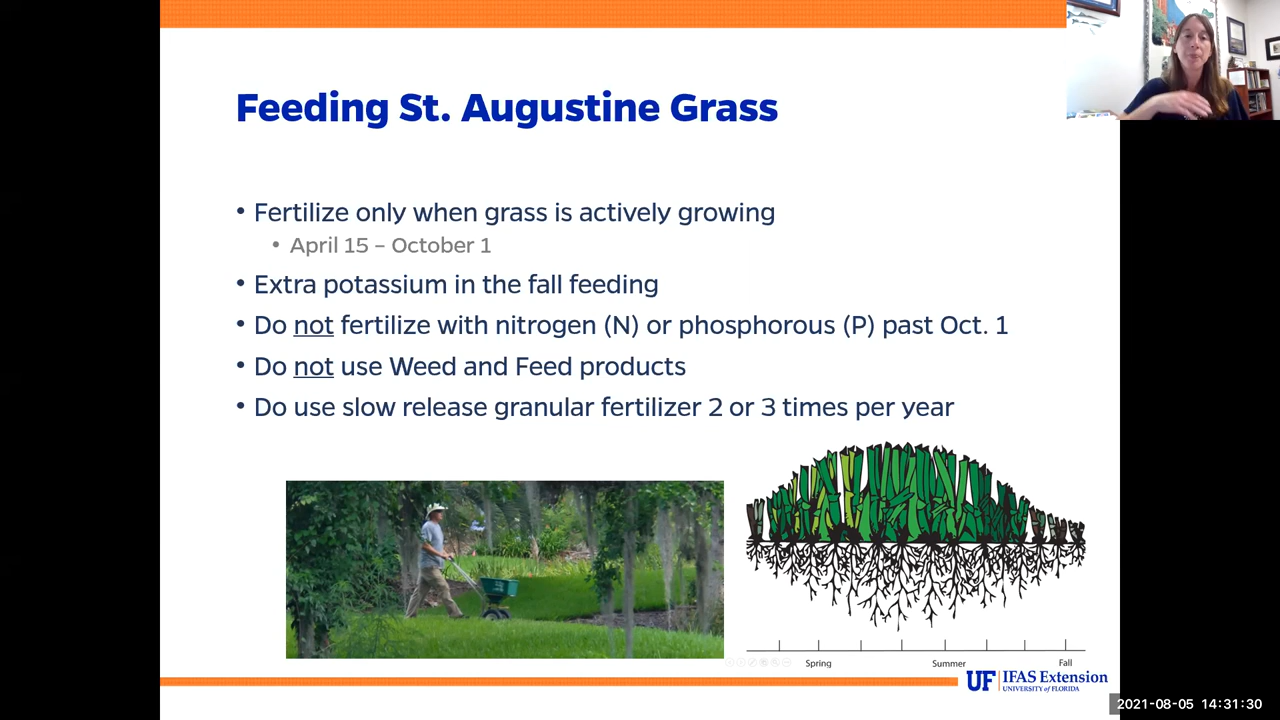 Feeding St. Augustine Grass
• Fertilize only when grass is actively growing
• April 15 – October 1
• Extra potassium in the fall feeding
• Do not fertilize with nitrogen (N) or phosphorous (P) past Oct. 1
• Do not use Weed and Feed products
• Do use slow release granular fertilizer 2 or 3 times per year
Spring Summer Fall
UF IFAS Extension
UNIVERSITY of FLORIDA
2021-08-05 14:31:30